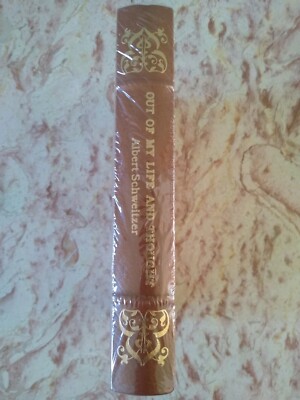 OUT OF MY LIFE AND THOUGHT
Albert Schweitzer